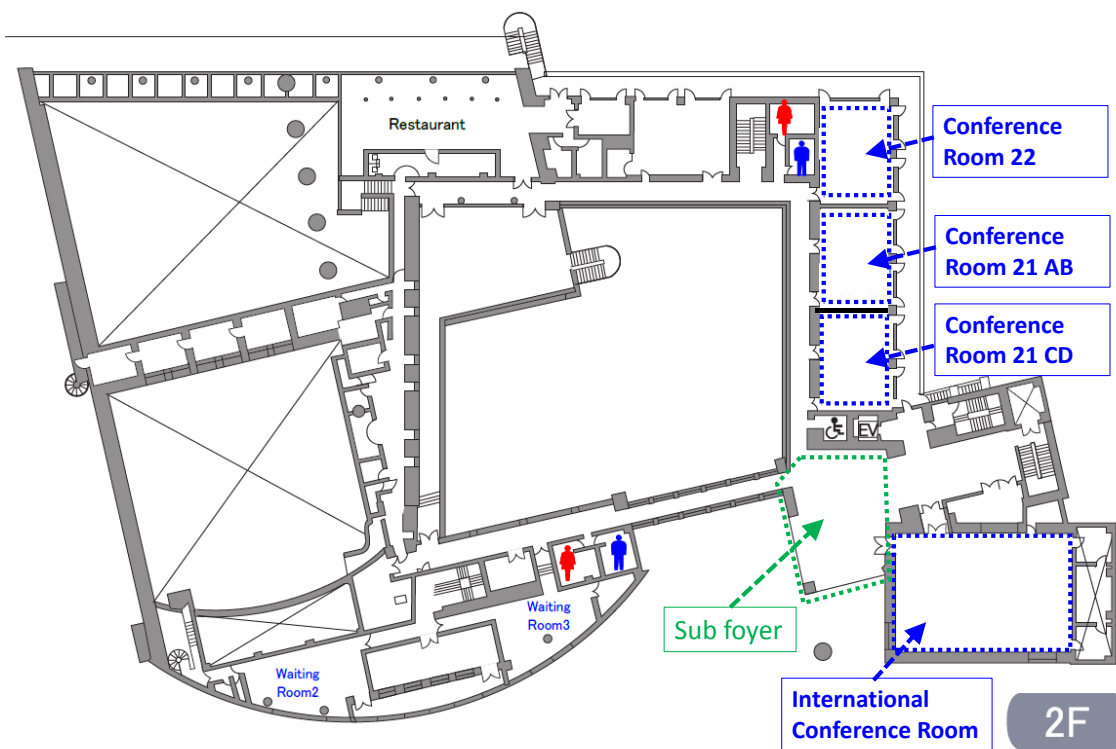 Restaurant
Conference
Room 22
Conference
Room 21 AB
Conference
Room 21 CD
EV
Sub foyer
Waiting
Room3
Waiting
Room2
International
Conference Room
2F